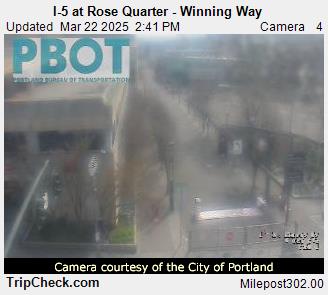 I-5 at Rose Quarter - Winning Way
Updated Mar 22 2025 2:41 PM Camera 4
PBOT
PORTLAND BUREAU OF TRANSPORTATION
Camera courtesy of the City of Portland
TripCheck.com Milepost302.00